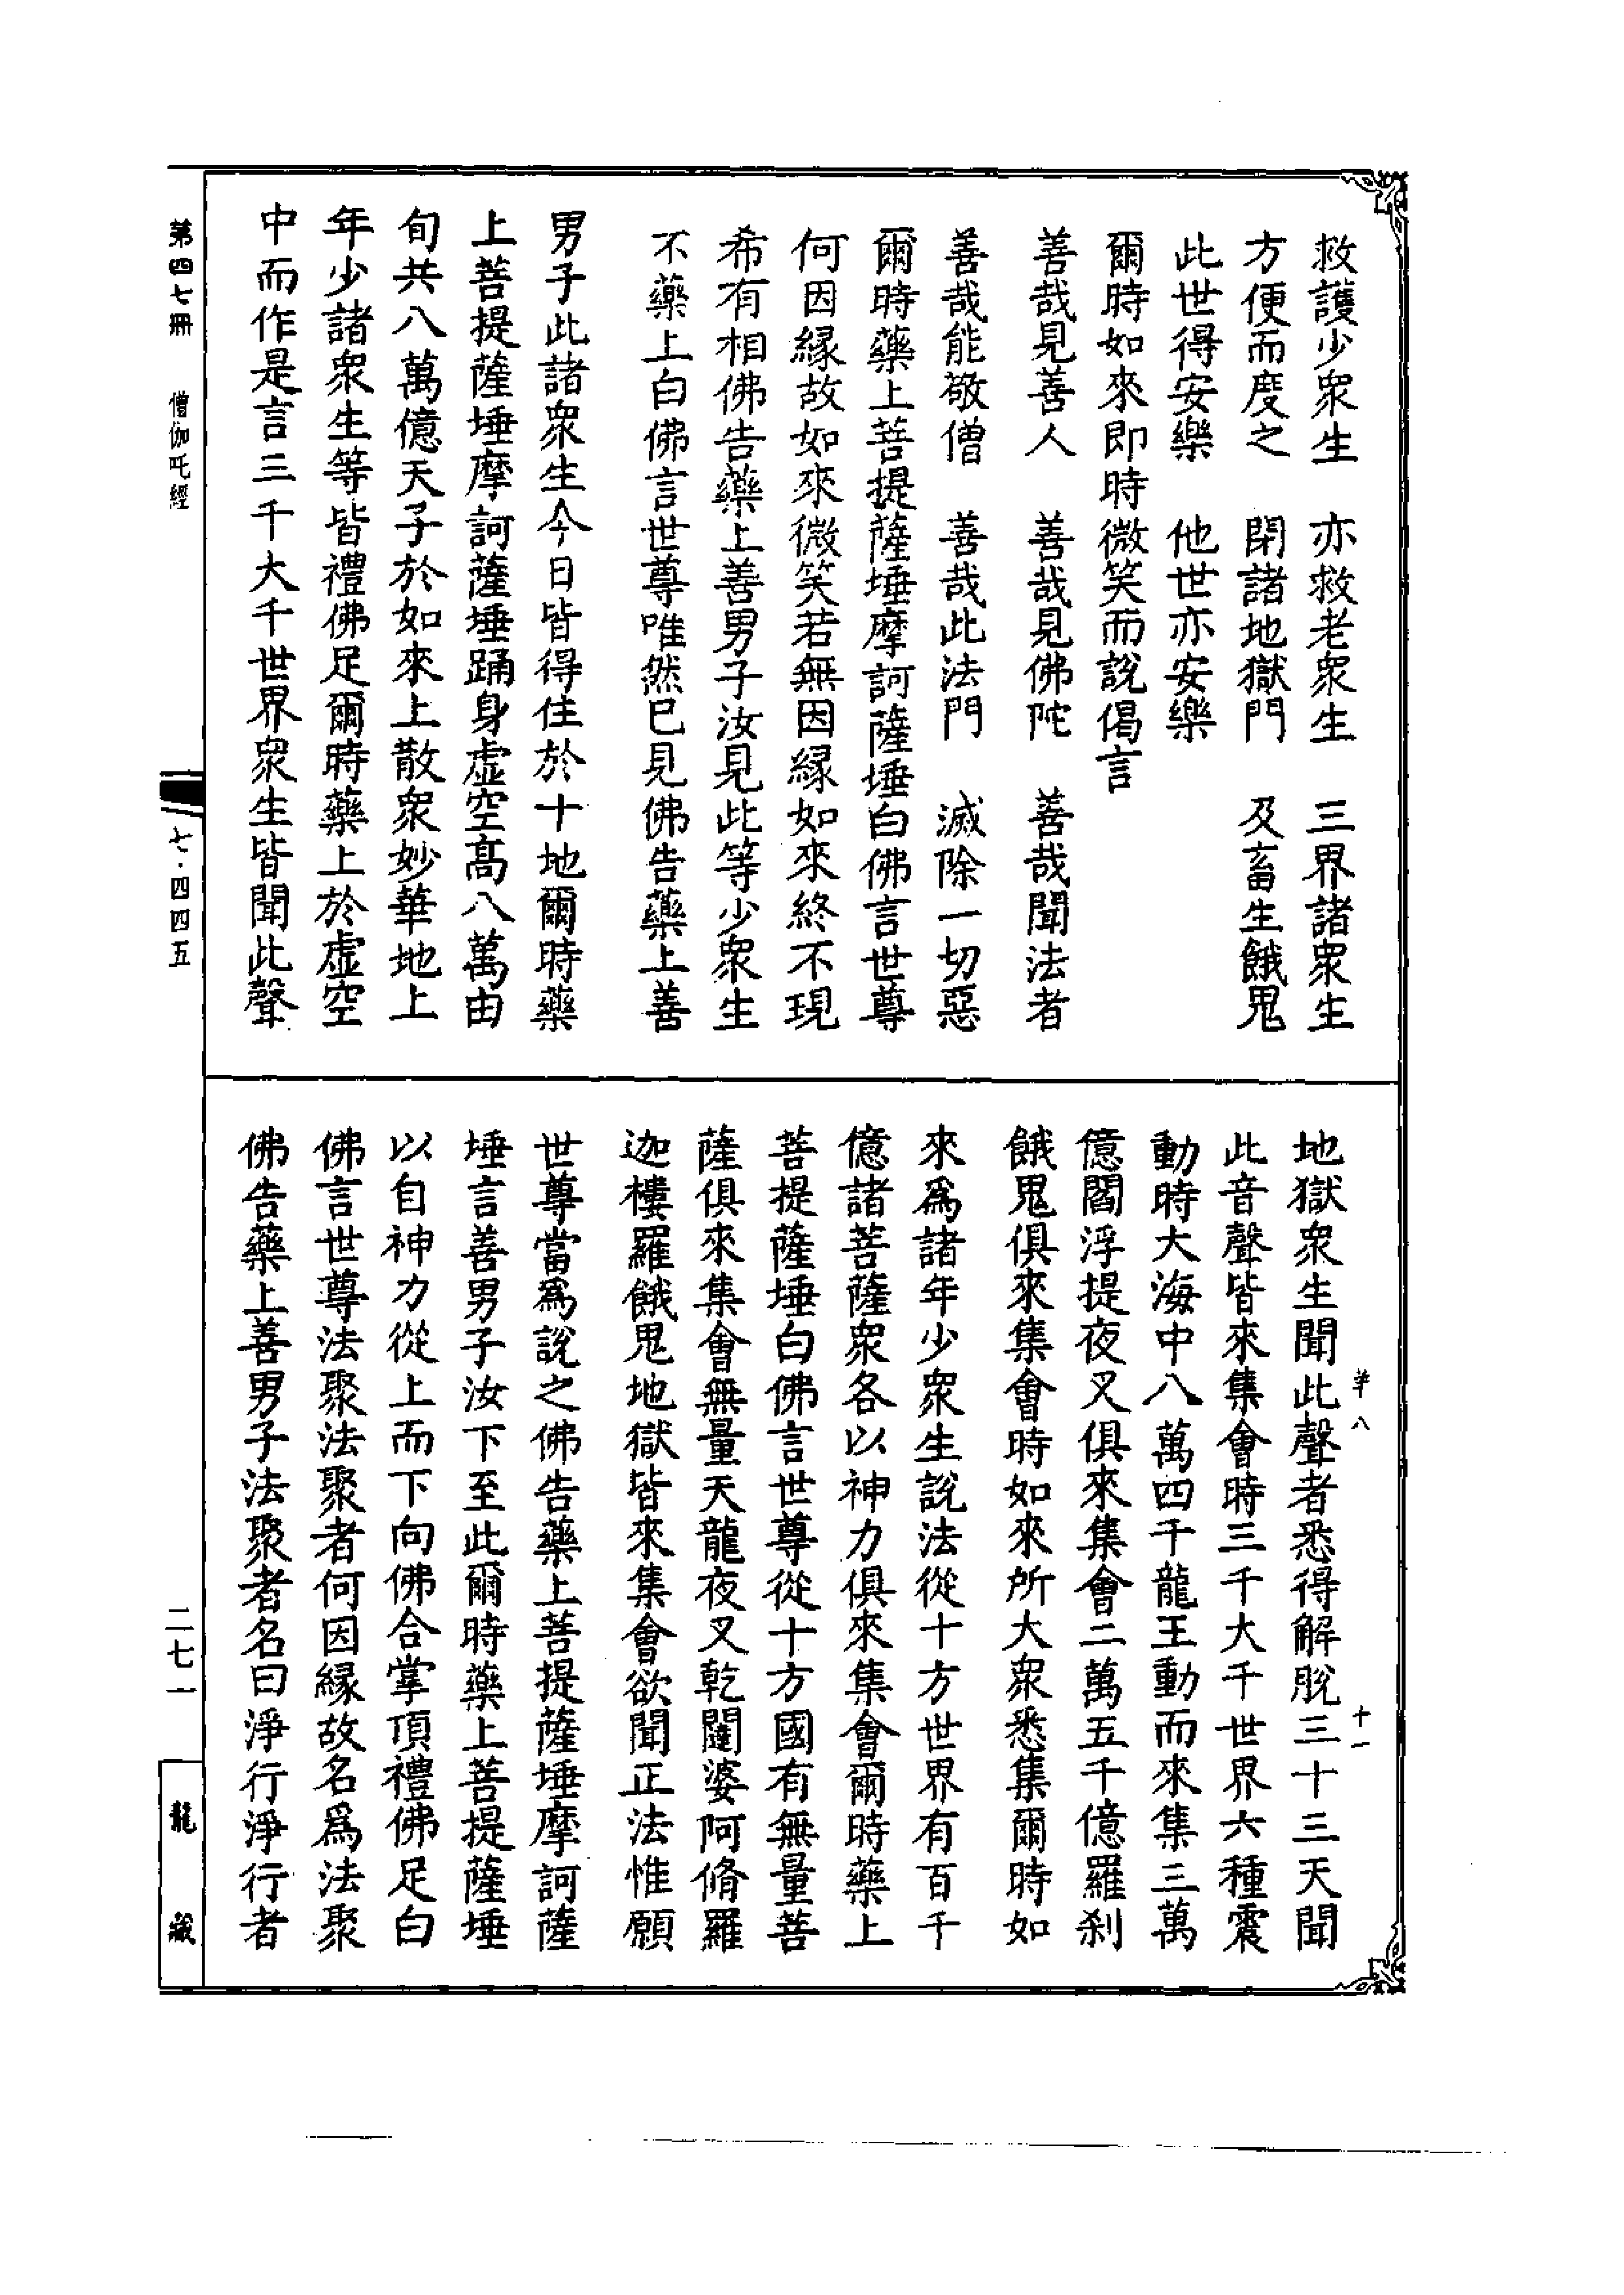 救護少衆生　亦救老衆生　三界諸衆生
方便而度之　閉諸地獄門　及畜生餓鬼
此世得安樂　他世亦安樂
爾時如來即時微笑而說偈言
善哉見善人　善哉見佛陀　善哉聞法者
善哉能敬僧　善哉此法門　滅除一切惡
爾時藥上菩提薩埵摩訶薩埵白佛言世尊
何因緣故如來微笑若無因緣如來終不現
希有相佛告藥上善男子汝見此等少衆生
不藥上白佛言世尊唯然已見佛告藥上善
男子此諸衆生今日皆得住於十地爾時藥
上菩提薩埵摩訶薩埵踊身虛空高八萬由
旬共八萬億天子於如來上散衆妙華地上
年少諸衆生等皆禮佛足爾時藥上於虛空
中而作是言三千大千世界衆生皆聞此聲
地獄衆生聞此聲者悉得解脫三十三天聞
此音聲皆來集會時三千大千世界六種震
動時大海中八萬四千龍王動而來集三萬
億閻浮提夜叉俱來集會二萬五千億羅剎
餓鬼俱來集會時如來所大衆悉集爾時如
來爲諸年少衆生說法從十方世界有百千
億諸菩薩衆各以神力俱來集會爾時藥上
菩提薩埵白佛言世尊從十方國有無量菩
薩俱來集會無量天龍夜叉乾闥婆阿脩羅
迦樓羅餓鬼地獄皆來集會欲聞正法惟願
世尊當爲說之佛告藥上菩提薩埵摩訶薩
埵言善男子汝下至此爾時藥上菩提薩埵
以自神力從上而下向佛合掌頂禮佛足白
佛言世尊法聚法聚者何因緣故名爲法聚
佛告藥上善男子法聚者名曰淨行淨行者
八
十一
第四七冊　僧伽吒經
七·四四五
二七一
龍藏